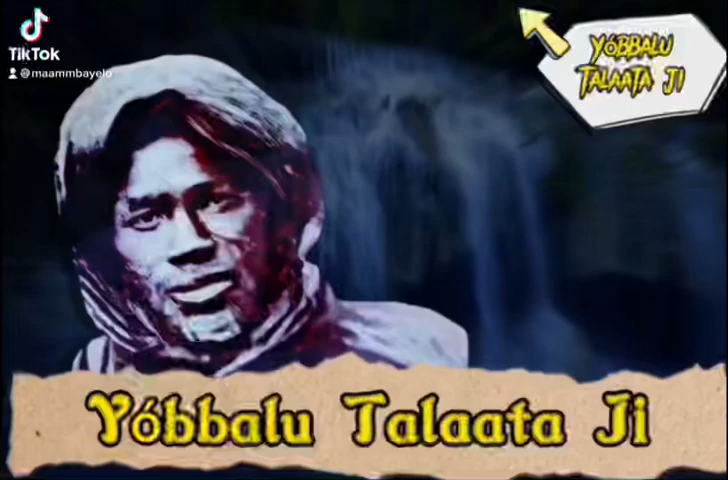 TikTok
@maammbayelo
YóBBALU
TALAATA JI
Yóbbalu Talaata Ji